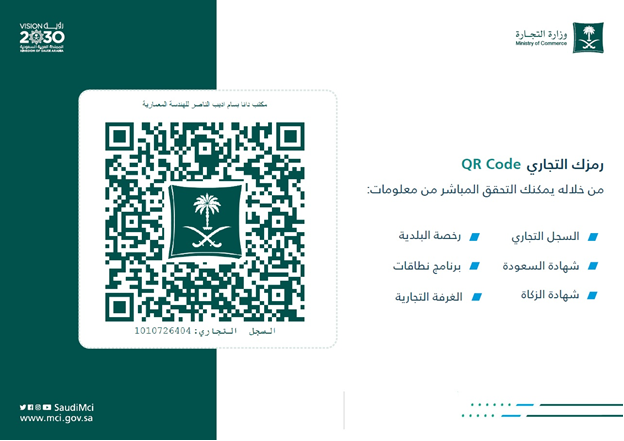 VISION رؤيــة
2030
المملكة العربية السعودية
KINGDOM OF SAUDI ARABIA
وزارة التجـارة
Ministry of Commerce
مكتب دانا بسام اديب الناصر للهندسة المعمارية
السجل التجاري: 1010726404
رمزك التجاري QR Code
من خلاله يمكنك التحقق المباشر من معلومات:
السجل التجاري
رخصة البلدية
شهادة السعودة
برنامج نطاقات
شهادة الزكاة
الغرفة التجارية
SaudiMci
www.mci.gov.sa